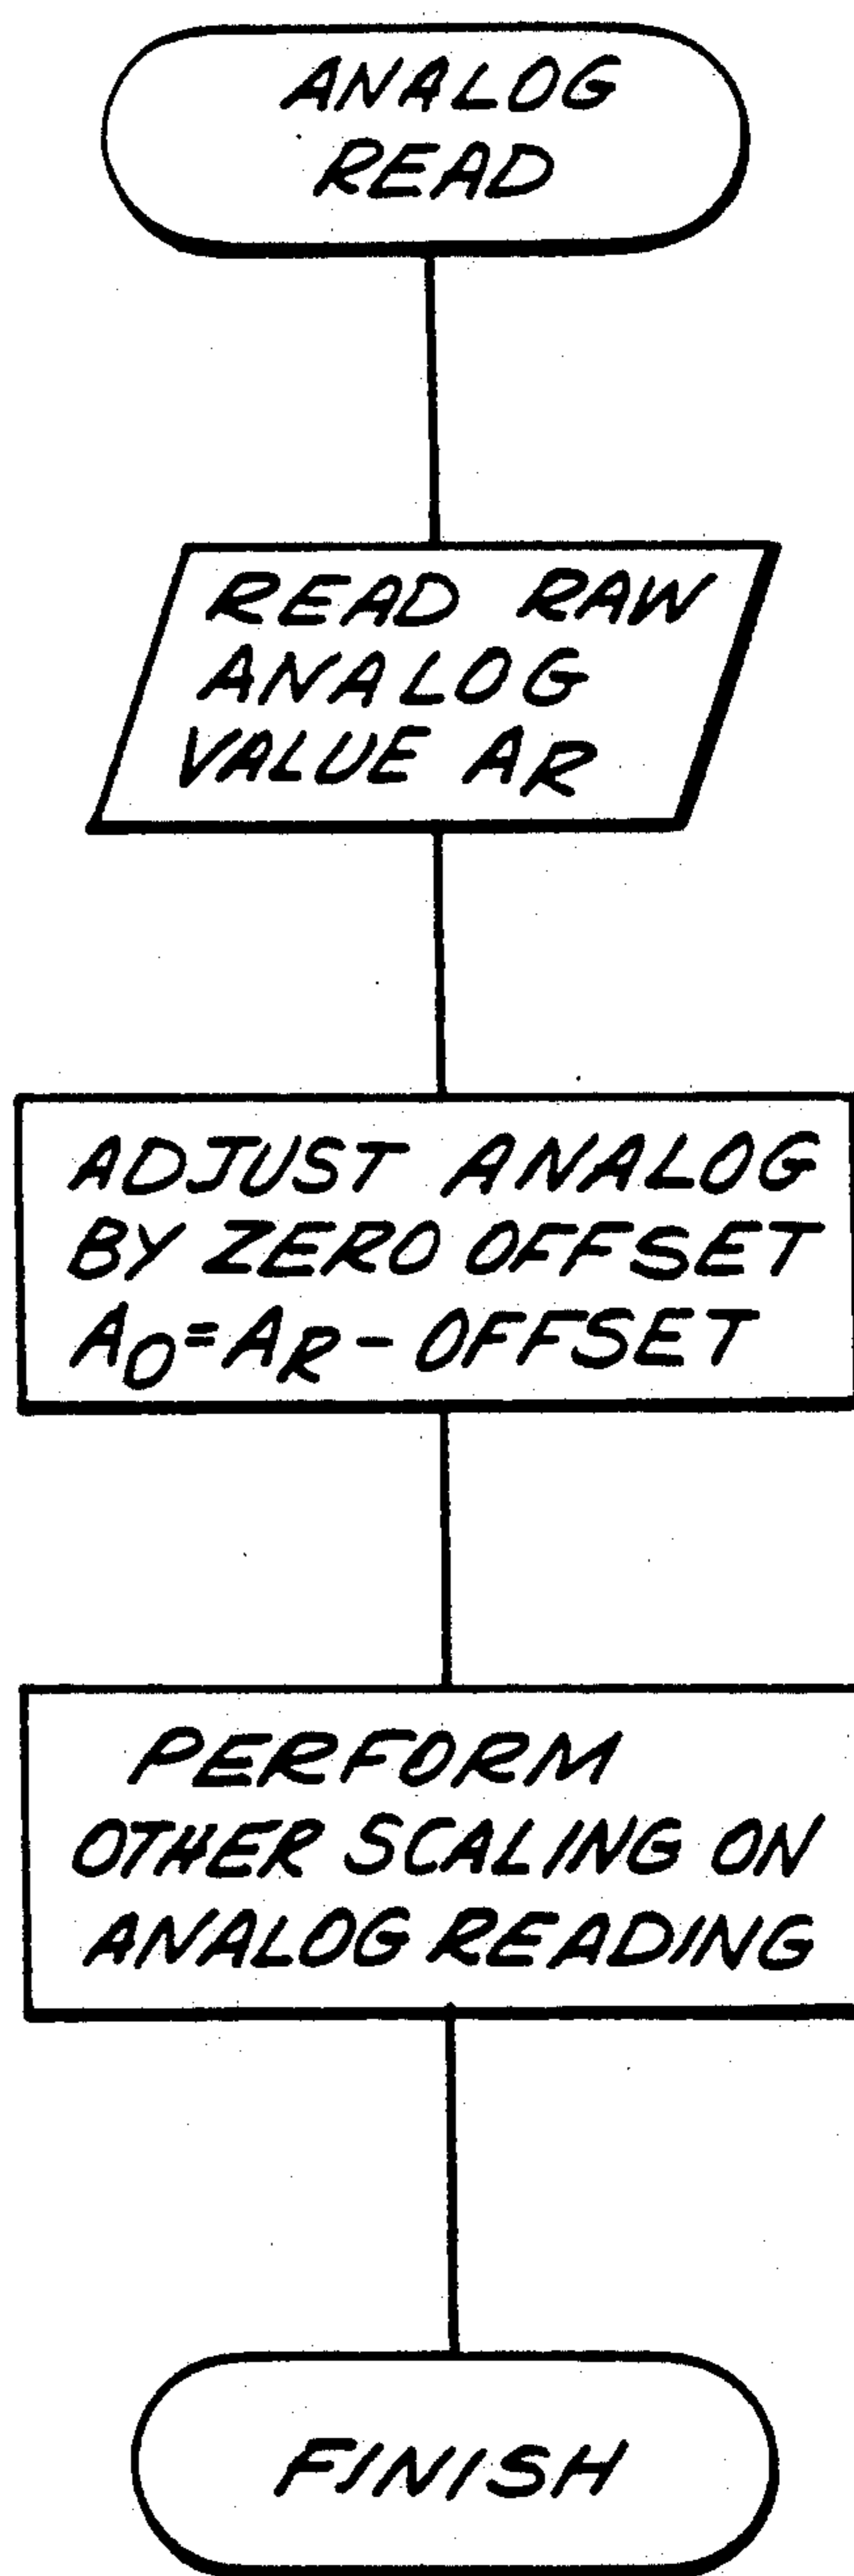 ANALOG
READ
READ RAW
ANALOG
VALUE AR
ADJUST ANALOG
BY ZERO OFFSET
AO=AR-OFFSET
PERFORM
OTHER SCALING ON
ANALOG READING
FINISH